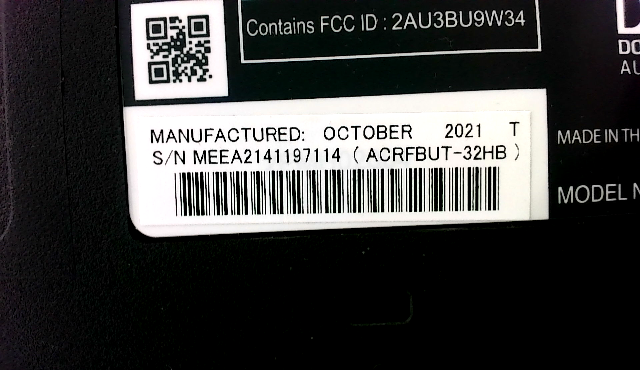 Contains FCC ID : 2AU3BU9W34
MANUFACTURED: OCTOBER 2021 T
S/N MEEA2141197114 ( ACRFBUT-32HB )
MADE IN TH
MODEL N